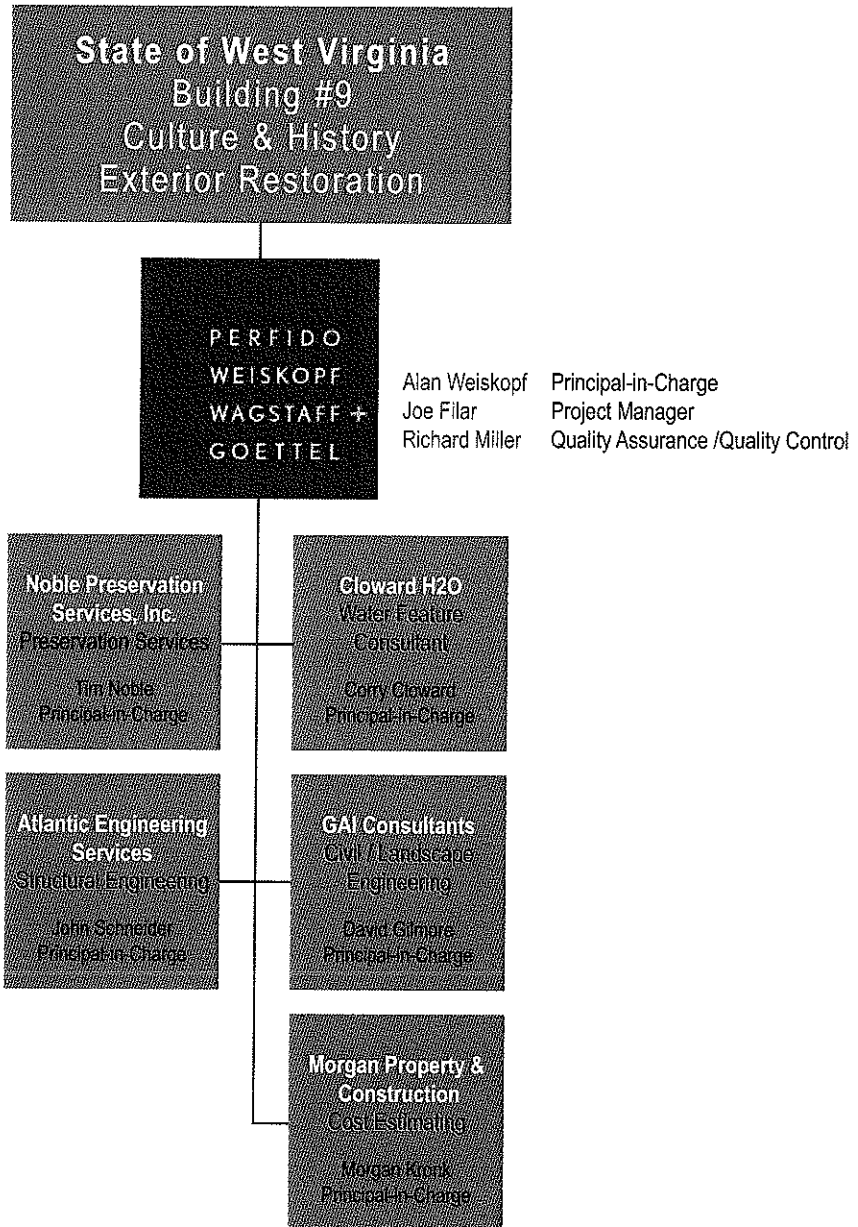 State of West Virginia
Building #9
Culture & History
Exterior Restoration
PERFIDO
WEISKOPF
WAGSTAFF +
GOETTEL
Alan Weiskopf Principal-in-Charge
Joe Filar Project Manager
Richard Miller Quality Assurance /Quality Control
Noble Preservation
Services, Inc.
Preservation Services
Tim Noble
Principal-in-Charge
Cloward H2O
Water Feature
Consultant
Corry Cloward
Principal-in-Charge
Atlantic Engineering
Services
Structural Engineering
John Schneider
Principal-in-Charge
GAI Consultants
Civil / Landscape
Engineering
David Gilmore
Principal-in-Charge
Morgan Property &
Construction
Cost Estimating
Morgan Kronk
Principal-in-Charge